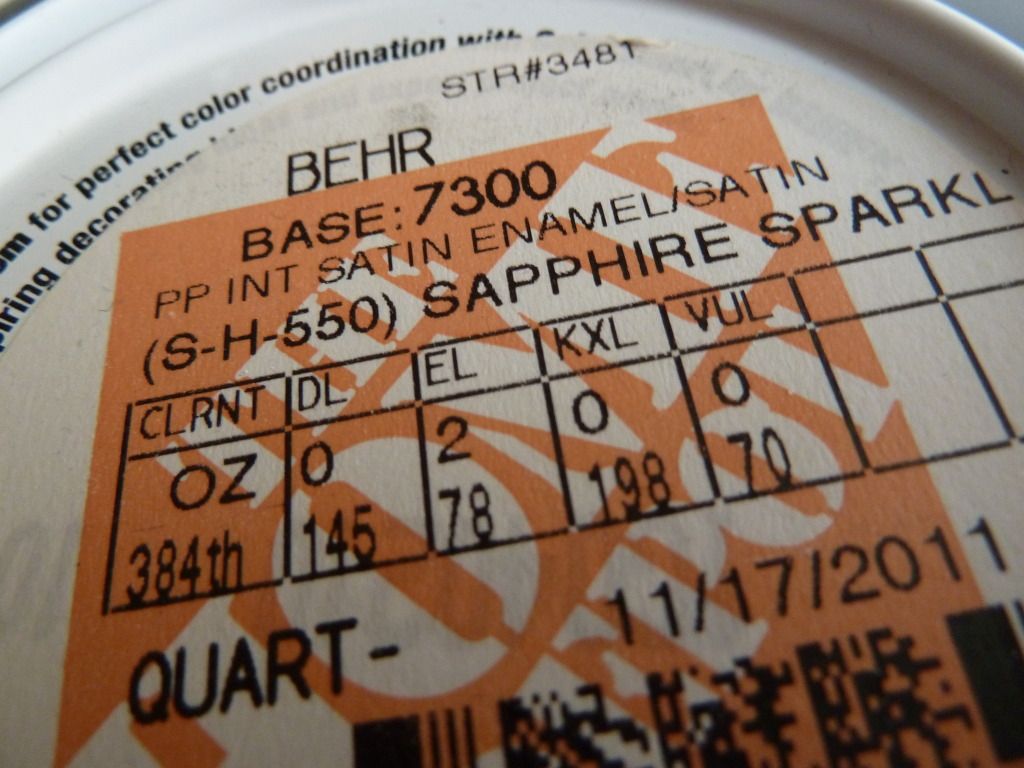 om for perfect color coordination with
piring decorating
STR#3481
BEHR
BASE: 7300
PP INT SATIN ENAMEL/SATIN
(S-H-550) SAPPHIRE SPARKL
CLRNT DL EL KXL VUL
OZ 0 2 0 0
384th 145 78 198 70
QUART- 11/17/2011